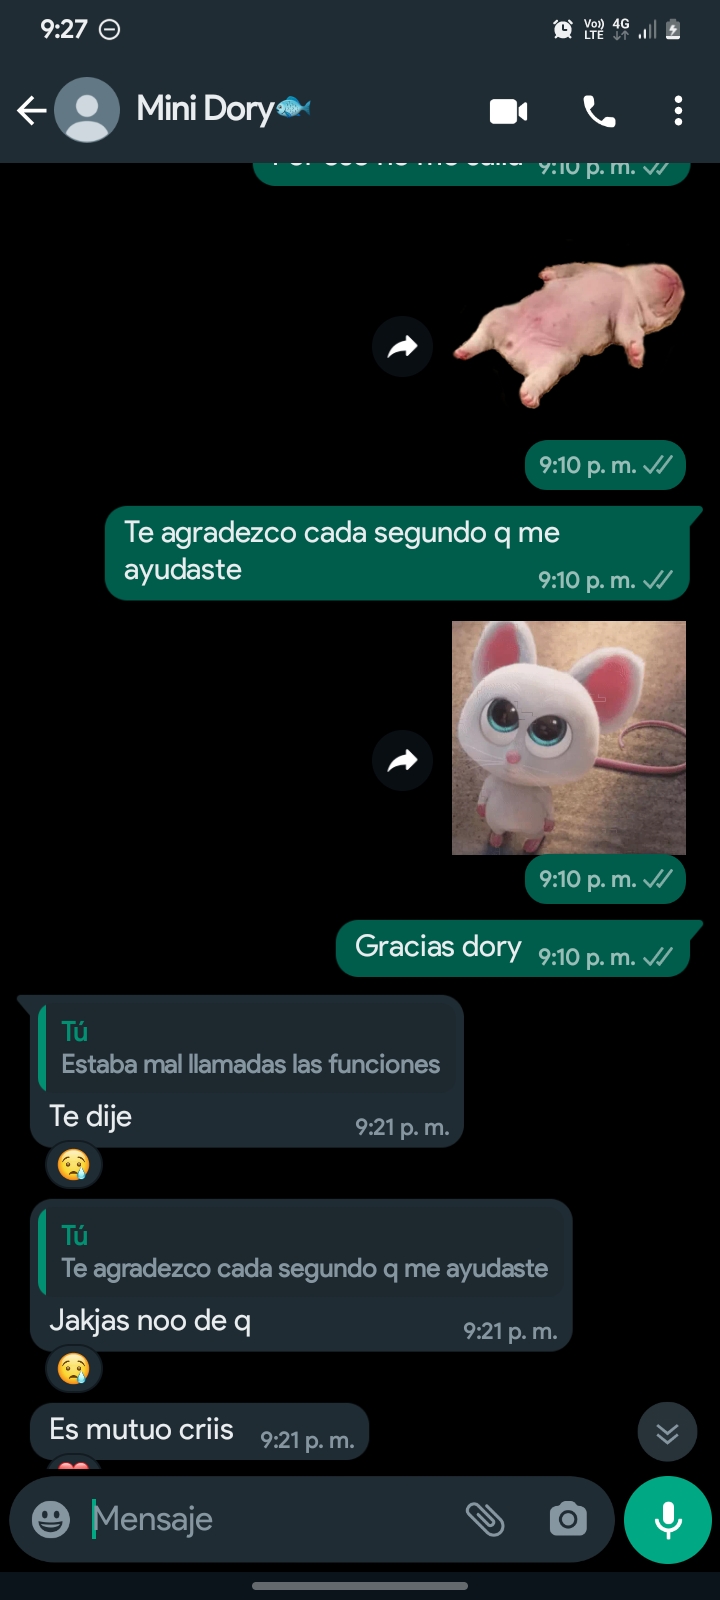 9:27
Vo))
LTE
4G
Mini Dory
9:10 p. m.
9:10 p. m.
Te agradezco cada segundo q me
ayudaste
9:10 p. m.
9:10 p. m.
Gracias dory 9:10 p. m.
Tú
Estaba mal llamadas las funciones
Te dije
9:21 p. m.
Tú
Te agradezco cada segundo q me ayudaste
Jakjas noo de q
9:21 p. m.
Es mutuo criis 9:21 p. m.
Mensaje